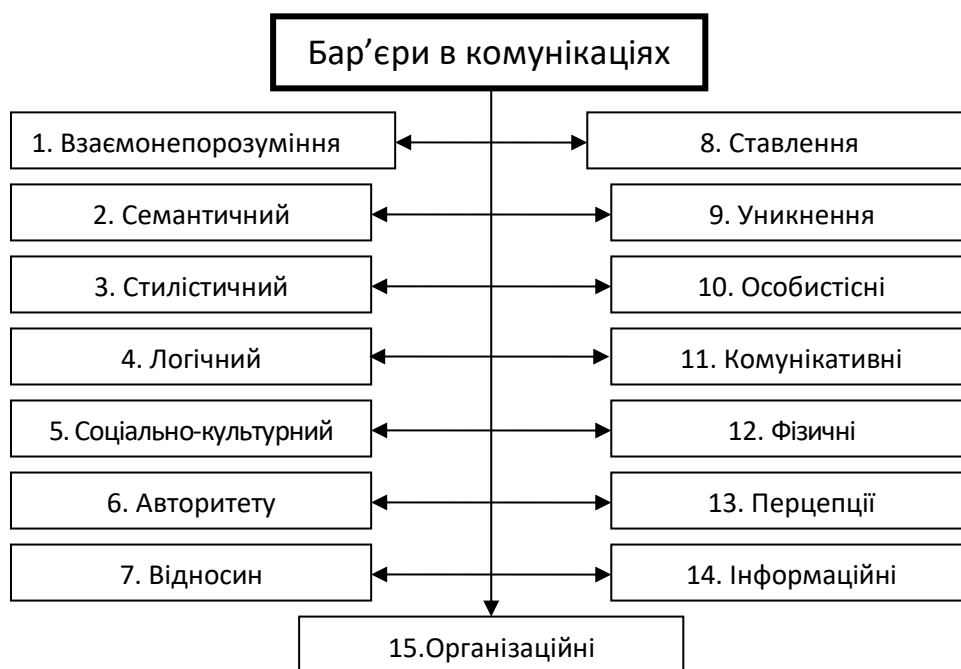 Бар’єри в комунікаціях
1. Взаємонепорозуміння
8. Ставлення
2. Семантичний
9. Уникнення
3. Стилістичний
10. Особистісні
4. Логічний
11. Комунікативні
5. Соціально-культурний
12. Фізичні
6. Авторитету
13. Перцепції
7. Відносин
14. Інформаційні
15.Організаційні